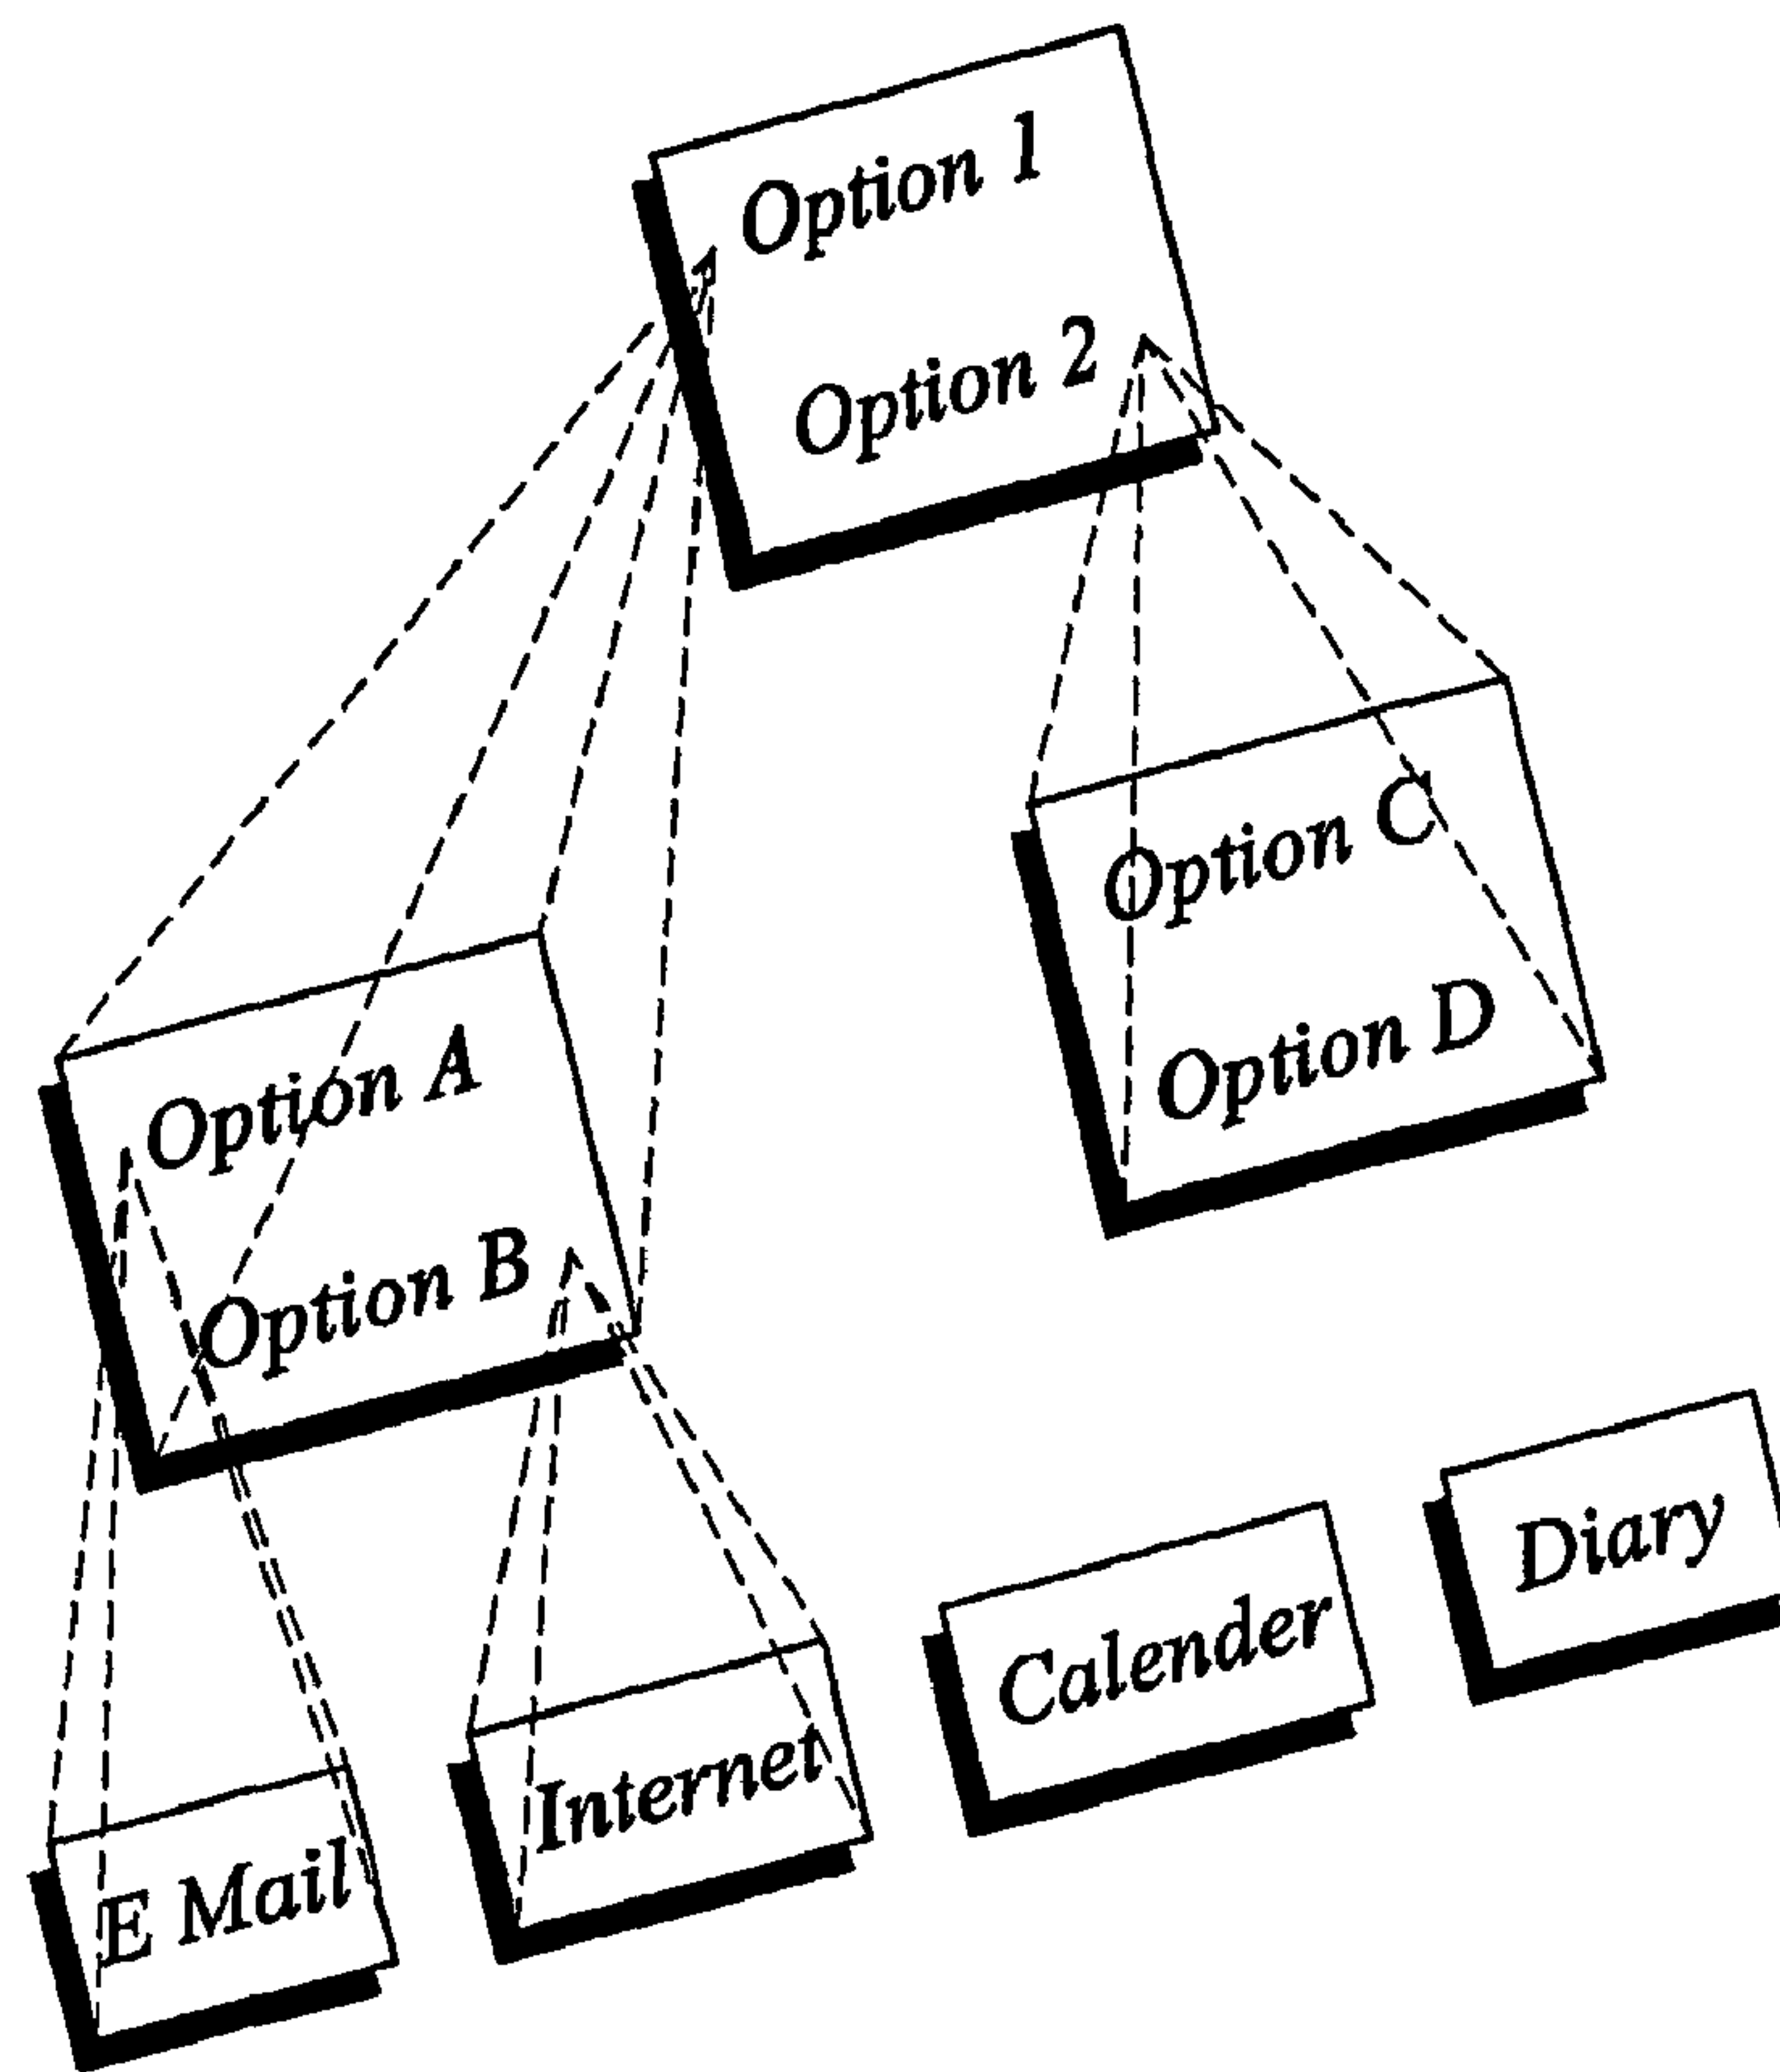 Option 1
Option 2
Option C
Option D
Option A
Option B
Diary
Calender
Internet
E Mail